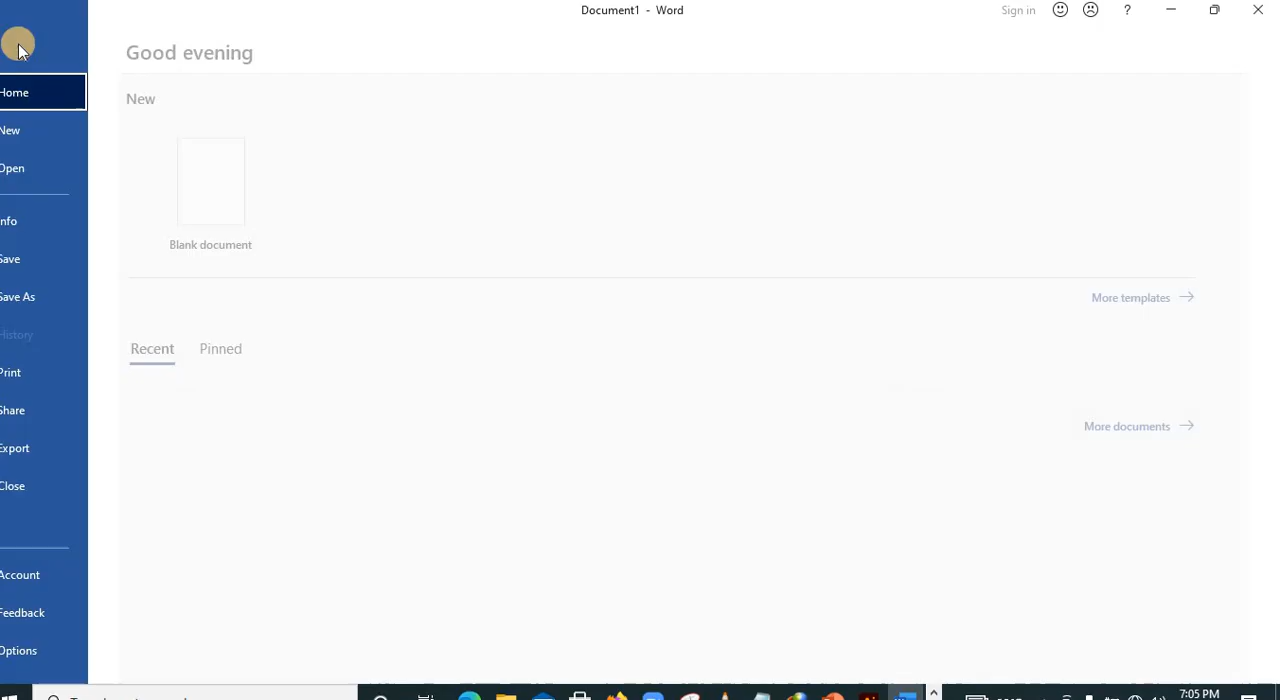 Document1 - Word
Sign in
?
Good evening
Home
New
Open
Info
Save
Save As
History
Print
Share
Export
Close
Account
Feedback
Options
New
Blank document
More templates
Recent Pinned
More documents
7:05 PM